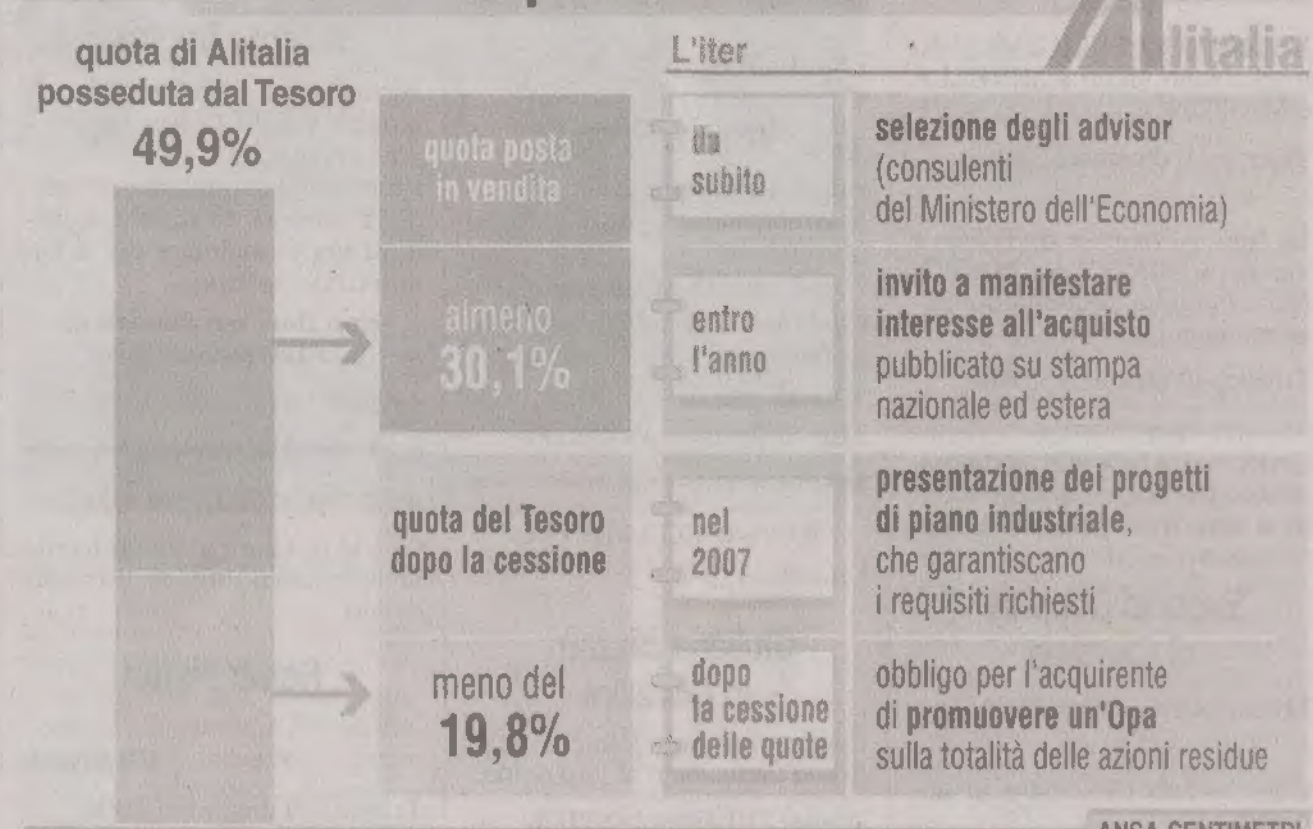 quota di Alitalia
posseduta dal Tesoro
49,9%
quota posta
in vendita
almeno
30,1%
quota del Tesoro
dopo la cessione
meno del
19,8%
L'iter
Alitalia
da
subito
selezione degli advisor
(consulenti
del Ministero dell'Economia)
entro
l'anno
invito a manifestare
interesse all'acquisto
pubblicato su stampa
nazionale ed estera
nel
2007
presentazione dei progetti
di piano industriale,
che garantiscano
i requisiti richiesti
dopo
la cessione
delle quote
obbligo per l'acquirente
di promuovere un'Opa
sulla totalità delle azioni residue
ANSA-CENTIMETRI